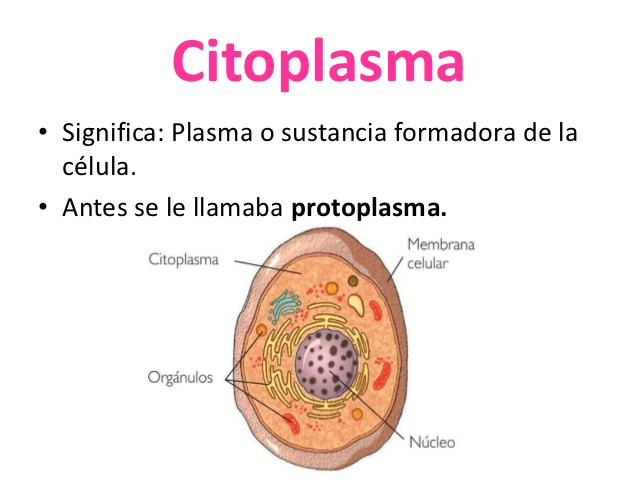 Citoplasma
• Significa: Plasma o sustancia formadora de la
célula.
• Antes se le llamaba protoplasma.
Citoplasma
Membrana
celular
Orgánulos
Núcleo